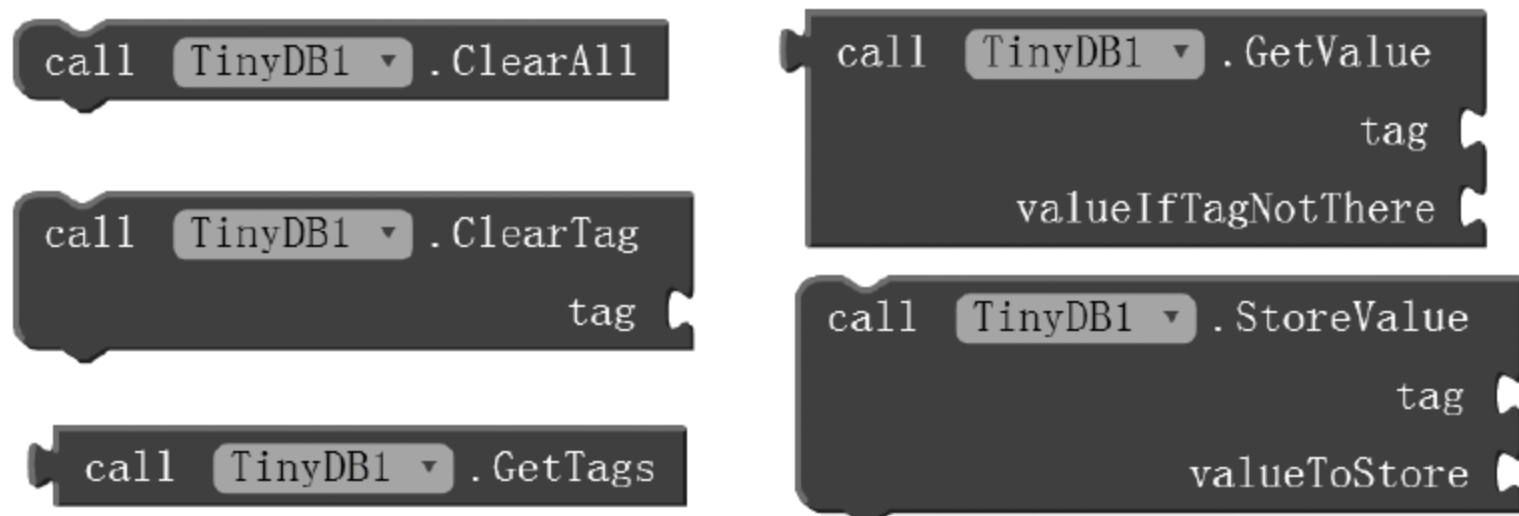 call TinyDB1 .ClearAll
call TinyDB1 .ClearTag
tag
call TinyDB1 .GetTags
call TinyDB1 .GetValue
tag
valueIfTagNotThere
call TinyDB1 .StoreValue
tag
valueToStore